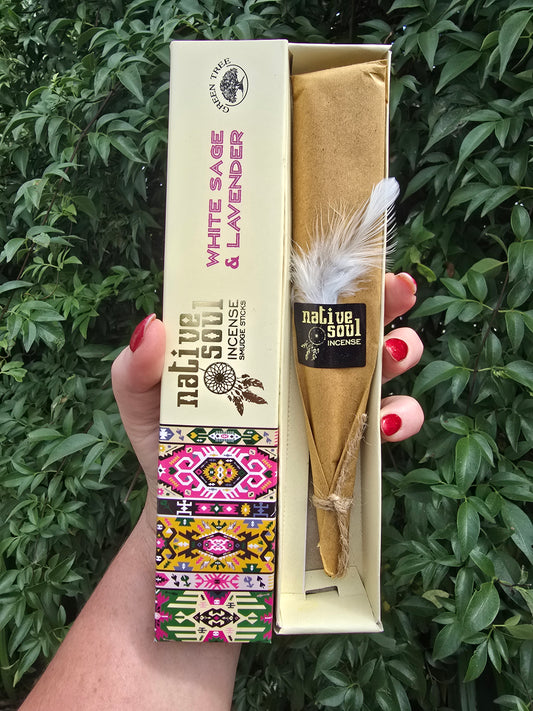 GREEN TREE
WHITE SAGE
& LAVENDER
native
soul
INCENSE
SMUDGE STICKS
native
soul
INCENSE